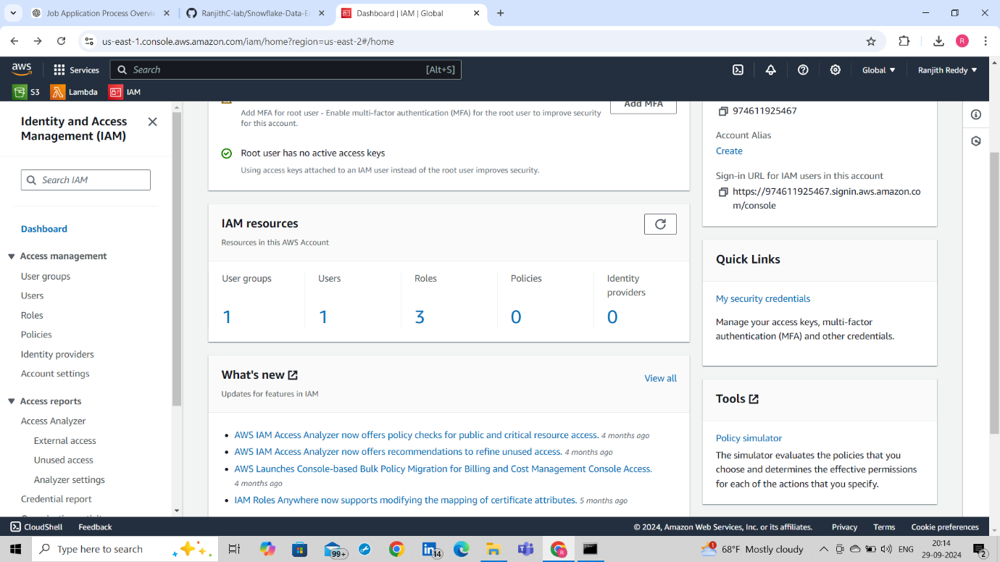 Job Application Process Overvie
RanjithC-lab/Snowflake-Data-E
Dashboard | IAM | Global
us-east-1.console.aws.amazon.com/iam/home?region=us-east-2#/home
R
aws
Services
Search
[Alt+S]
Global
Ranjith Reddy
S3
Lambda
IAM
Identity and Access
Management (IAM)
Search IAM
Dashboard
Access management
User groups
Users
Roles
Policies
Identity providers
Account settings
Access reports
Access Analyzer
External access
Unused access
Analyzer settings
Credential report
Add MFA for root user - Enable multi-factor authentication (MFA) for the root user to improve security
for this account.
Add MFA
Root user has no active access keys
Using access keys attached to an IAM user instead of the root user improves security.
IAM resources
Resources in this AWS Account
User groups
1
Users
1
Roles
3
Policies
0
Identity
providers
0
What's new
View all
Updates for features in IAM
AWS IAM Access Analyzer now offers policy checks for public and critical resource access. 4 months ago
AWS IAM Access Analyzer now offers recommendations to refine unused access. 4 months ago
AWS Launches Console-based Bulk Policy Migration for Billing and Cost Management Console Access.
4 months ago
IAM Roles Anywhere now supports modifying the mapping of certificate attributes. 5 months ago
974611925467
Account Alias
Create
Sign-in URL for IAM users in this account
https://974611925467.signin.aws.amazon.co
m/console
Quick Links
My security credentials
Manage your access keys, multi-factor
authentication (MFA) and other credentials.
Tools
Policy simulator
The simulator evaluates the policies that you
choose and determines the effective permissions
for each of the actions that you specify.
CloudShell
Feedback
© 2024, Amazon Web Services, Inc. or its affiliates.
Privacy
Terms
Cookie preferences
Type here to search
99+
14
R
1
68°F Mostly cloudy
ENG
20:14
29-09-2024
2